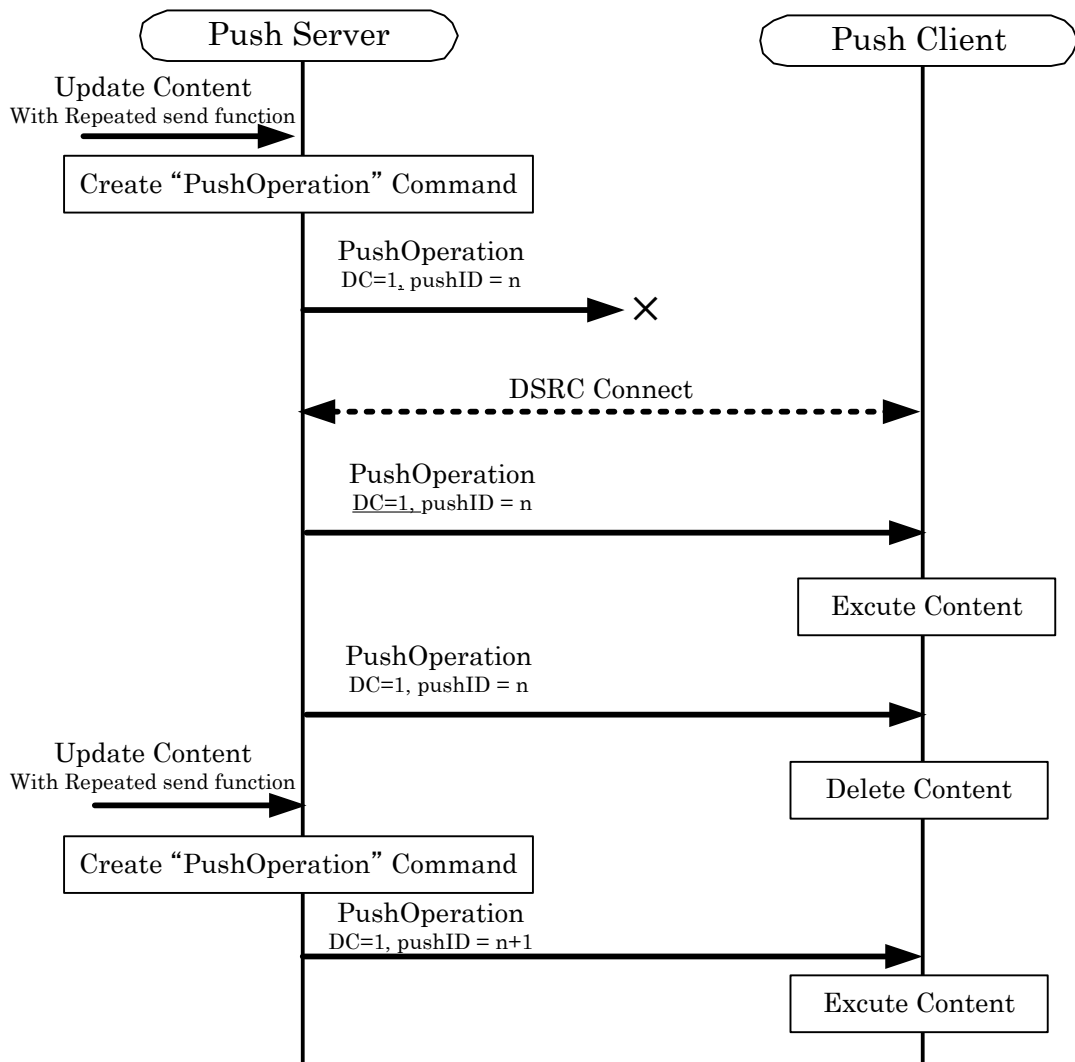 Push Server
Push Client
Update Content
With Repeated send function
Create “PushOperation” Command
PushOperation
DC=1, pushID = n
DSRC Connect
PushOperation
DC=1, pushID = n
Excute Content
PushOperation
DC=1, pushID = n
Update Content
With Repeated send function
Delete Content
Create “PushOperation” Command
PushOperation
DC=1, pushID = n+1
Excute Content